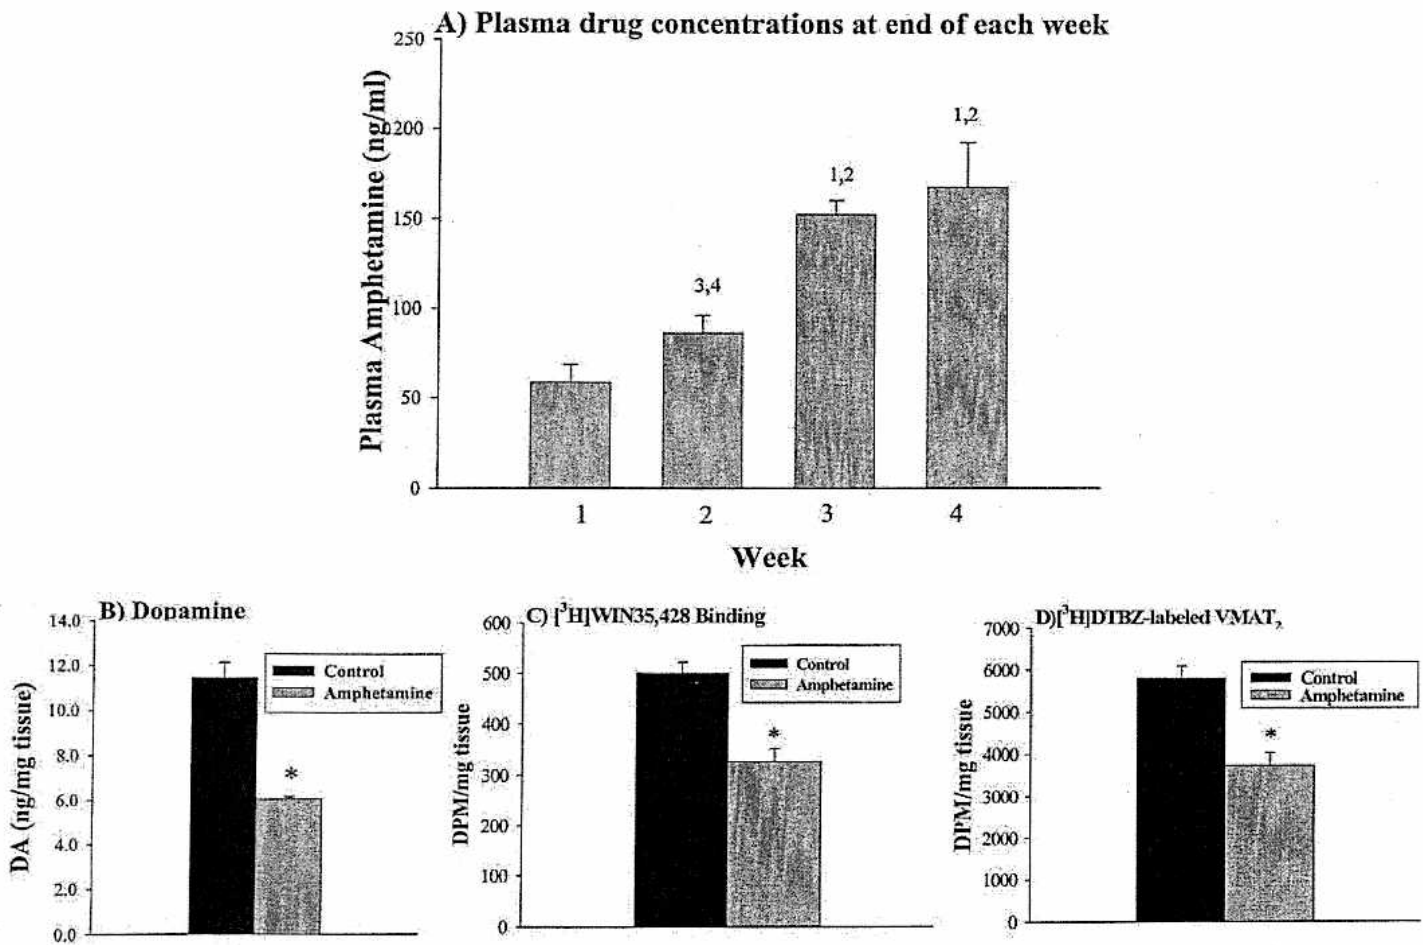 A) Plasma drug concentrations at end of each week
Plasma Amphetamine (ng/ml)
250
200
150
100
50
0
1,2
1,2
3,4
1 2 3 4
Week
B) Dopamine
DA (ng/mg tissue)
14.0
12.0
10.0
8.0
6.0
4.0
2.0
0.0
Control
Amphetamine
*
C) [³H]WIN35,428 Binding
DPM/mg tissue
600
500
400
300
200
100
0
Control
Amphetamine
*
D)[³H]DTBZ-labeled VMAT₂
DPM/mg tissue
7000
6000
5000
4000
3000
2000
1000
0
Control
Amphetamine
*